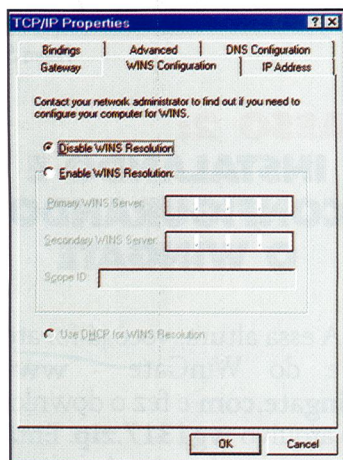 TCP/IP Properties
Bindings
Advanced
DNS Configuration
Gateway
WINS Configuration
IP Address
Contact your network administrator to find out if you need to
configure your computer for WINS.
Disable WINS Resolution
Enable WINS Resolution:
Primary WINS Server:
Secondary WINS Server:
Scope ID:
Use DHCP for WINS Resolution
OK
Cancel